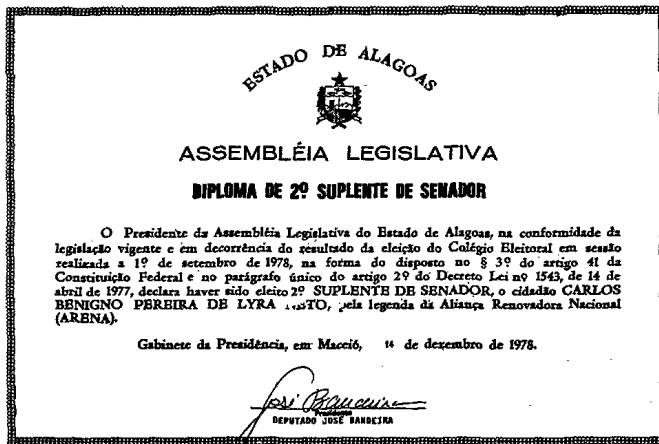 ESTADO DE ALAGOAS
ASSEMBLÉIA LEGISLATIVA
DIPLOMA DE 2º SUPLENTE DE SENADOR
O Presidente da Assembléia Legislativa do Estado de Alagoas, na conformidade da
legislação vigente e em decorrência do resultado da eleição do Colégio Eleitoral em sessão
realizada a 1º de setembro de 1978, na forma do disposto no § 3º do artigo 41 da
Constituição Federal e no parágrafo único do artigo 2º do Decreto Lei nº 1543, de 14 de
abril de 1977, declara haver sido eleito 2º SUPLENTE DE SENADOR, o cidadão CARLOS
BENIGNO PEREIRA DE LYRA pela legenda da Aliança Renovadora Nacional
(ARENA).
Gabinete da Presidência, em Maceió, 14 de dezembro de 1978.
José Bandeira
Presidente
DEPUTADO JOSÉ BANDEIRA